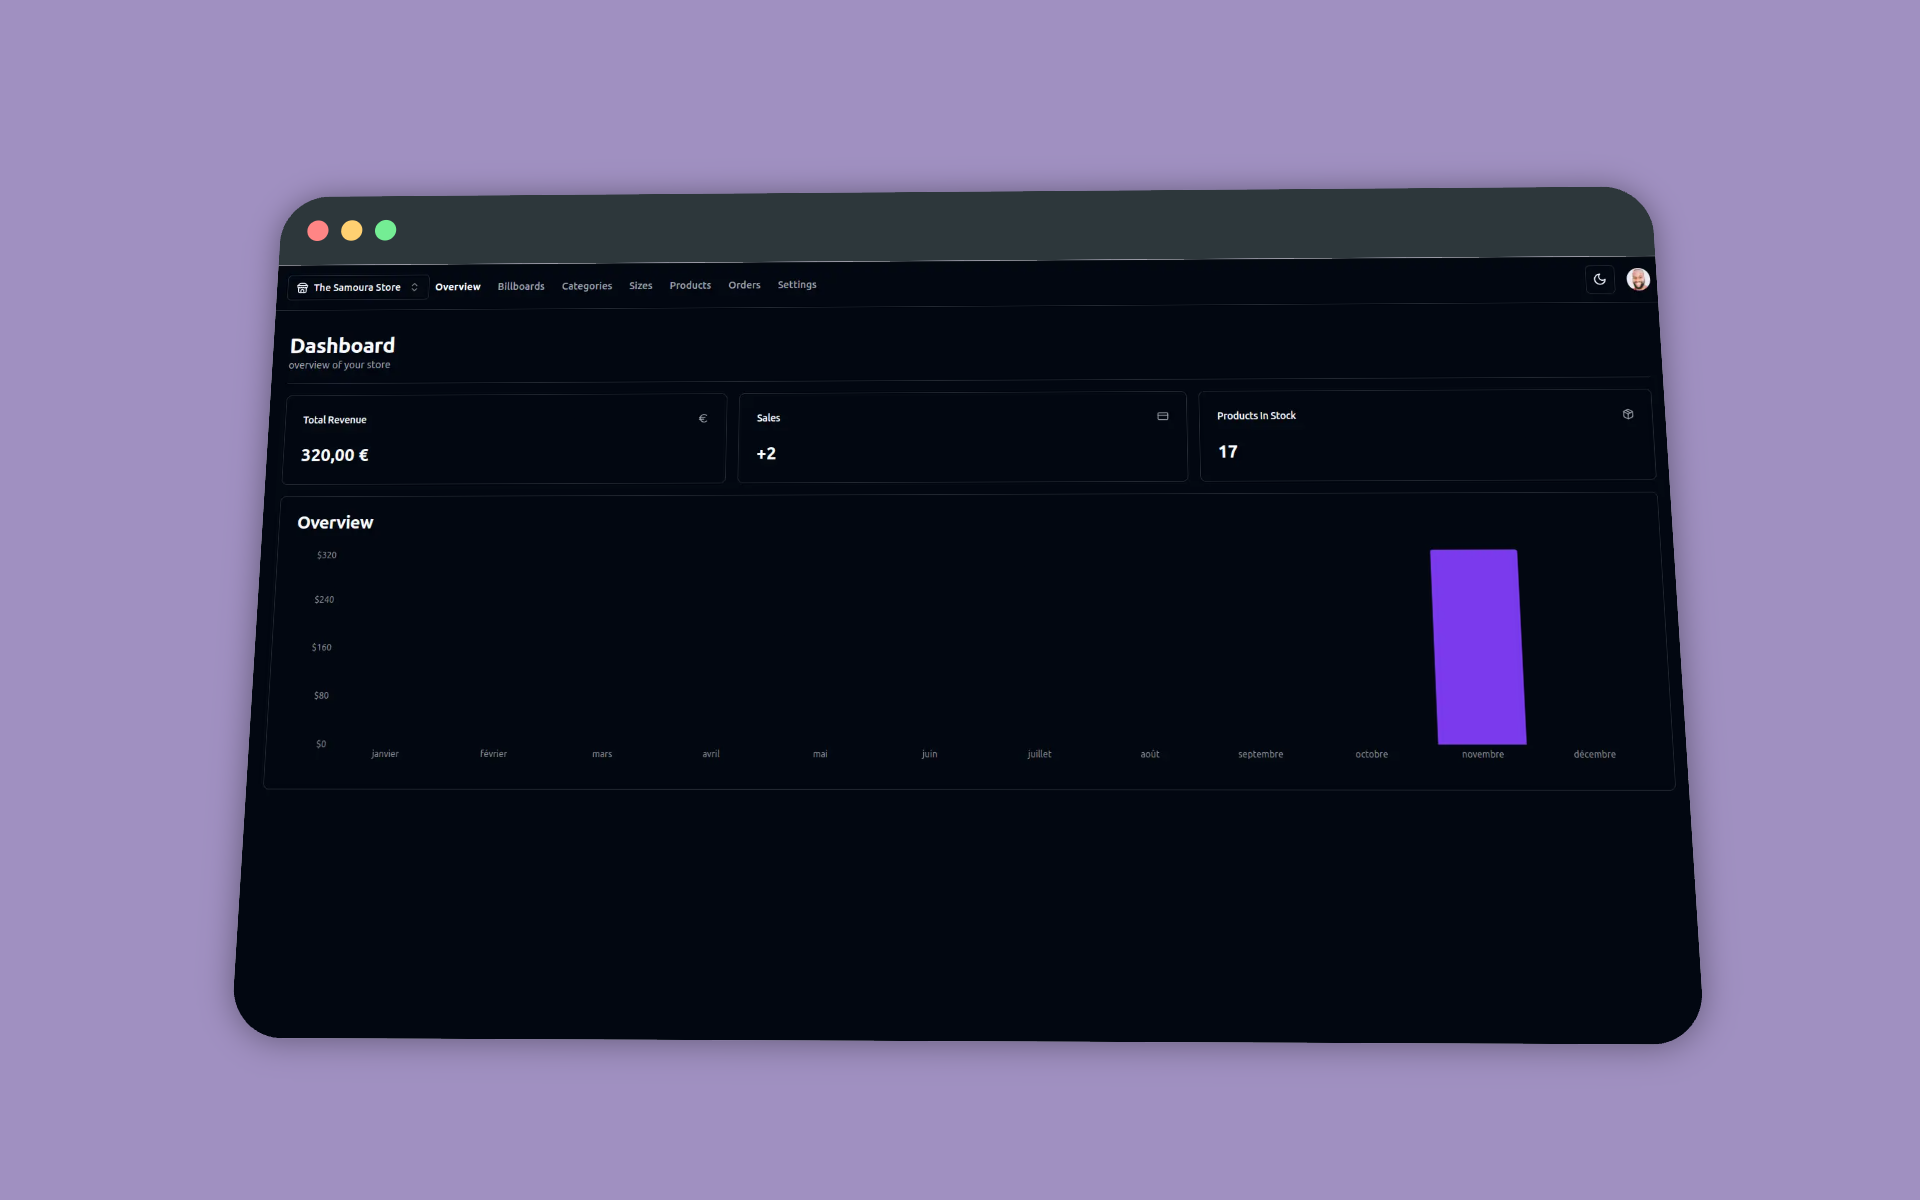 The Samoura Store Overview Billboards Categories Sizes Products Orders Settings
Dashboard
overview of your store
Total Revenue
320,00 €
Sales
+2
Products In Stock
17
Overview
$320
$240
$160
$80
$0
janvier février mars avril mai juin juillet août septembre octobre novembre décembre